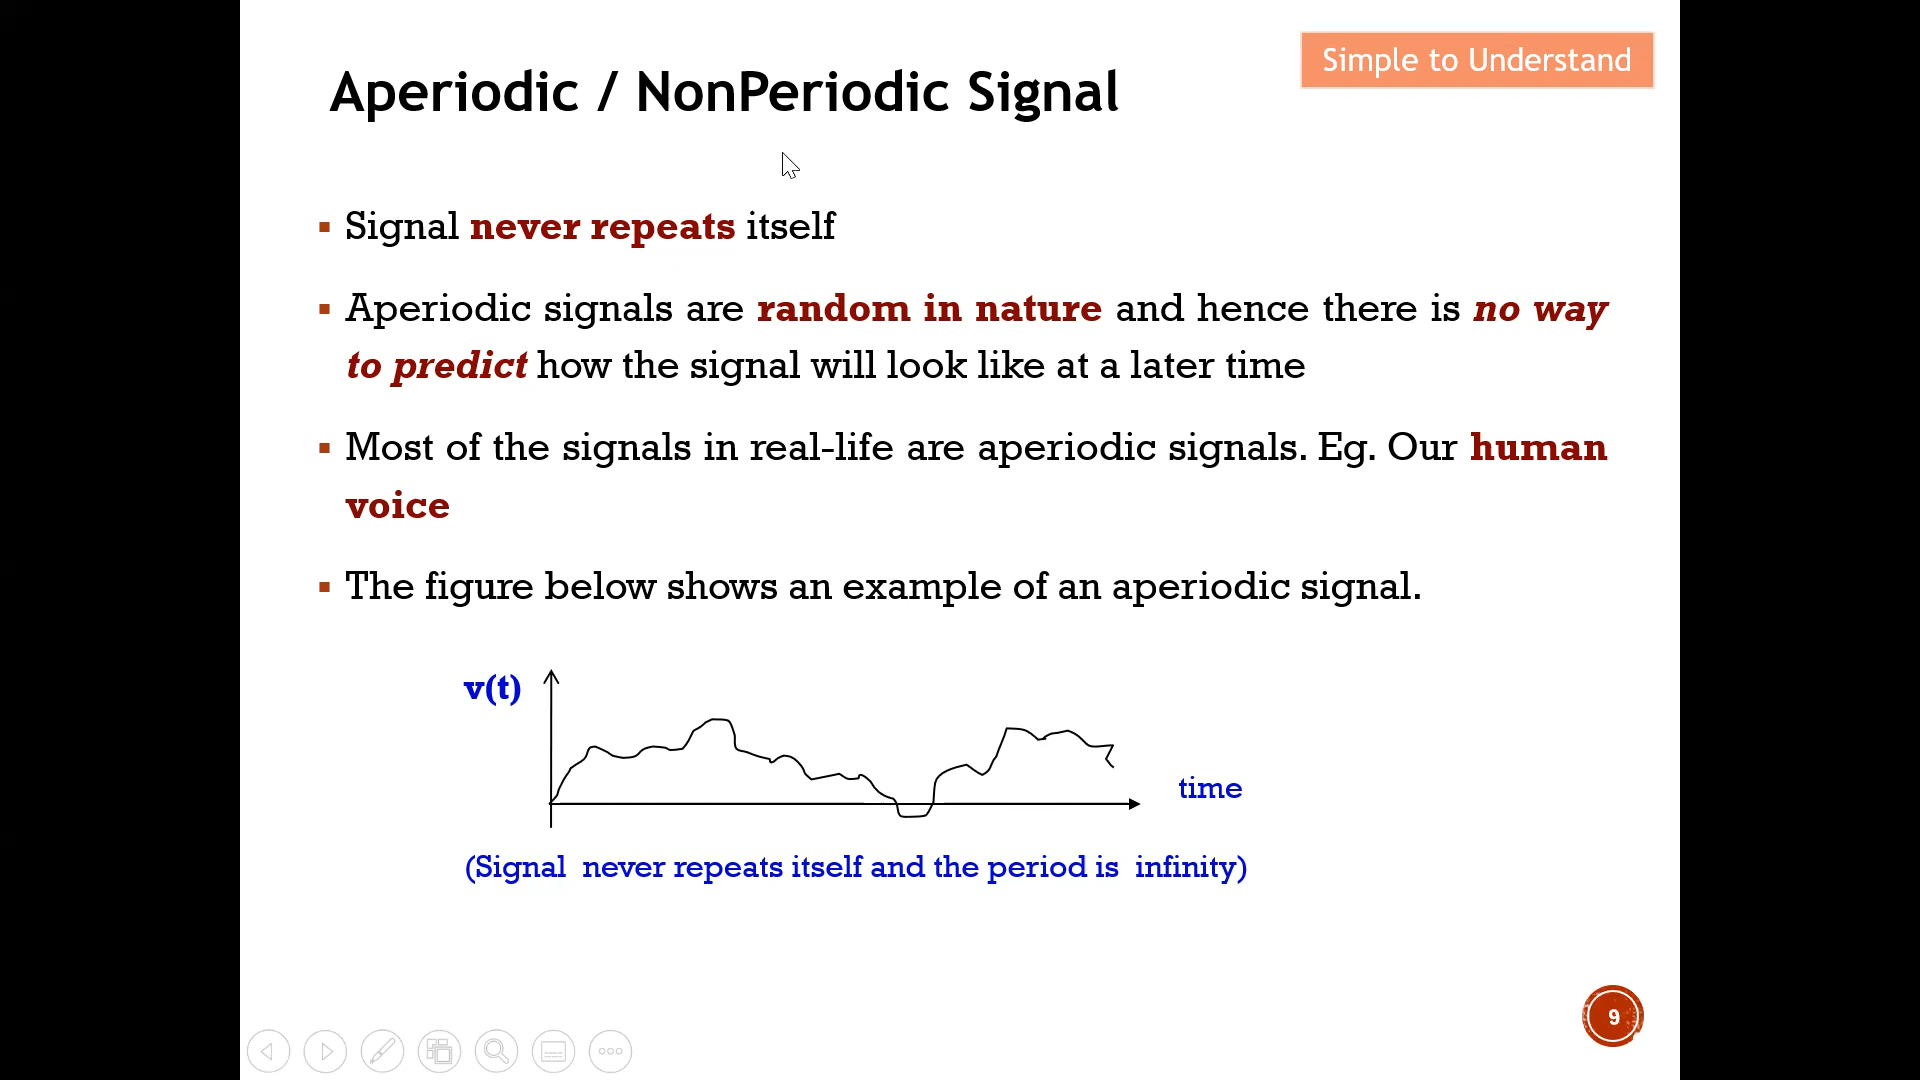 Simple to Understand
Aperiodic / NonPeriodic Signal
▪ Signal never repeats itself
▪ Aperiodic signals are random in nature and hence there is no way
to predict how the signal will look like at a later time
▪ Most of the signals in real-life are aperiodic signals. Eg. Our human
voice
▪ The figure below shows an example of an aperiodic signal.
v(t)
time
(Signal never repeats itself and the period is infinity)
9